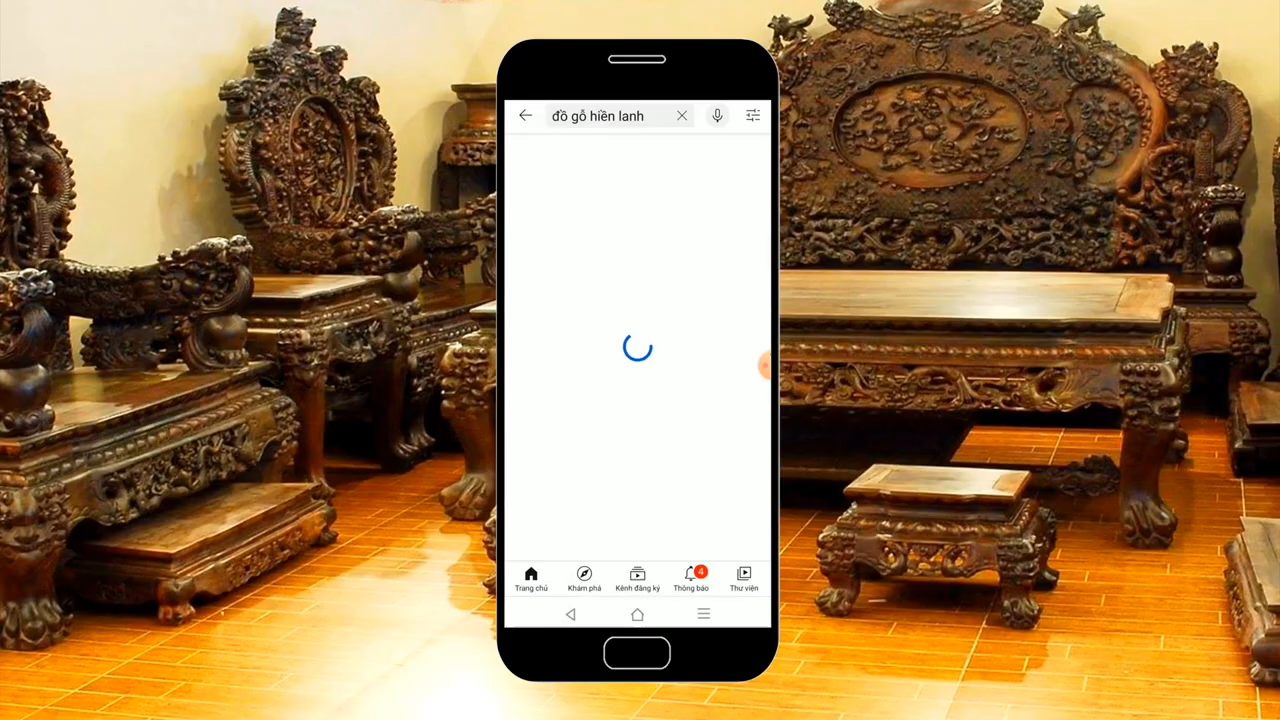 đồ gỗ hiền lanh
4
Trang chủ Khám phá Kênh đăng ký Thông báo Thư viện